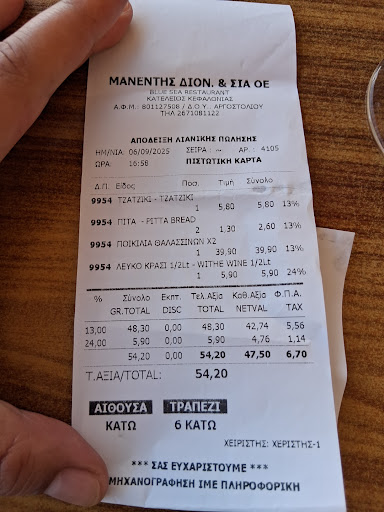 ΜΑΝΕΝΤΗΣ ΔΙΟΝ. & ΣΙΑ ΟΕ
BLUE SEA RESTAURANT
ΚΑΤΕΛΕΙΟΣ ΚΕΦΑΛΟΝΙΑΣ
Α.Φ.Μ.: 801127508 / Δ.Ο.Υ.: ΑΡΓΟΣΤΟΛΙΟΥ
ΤΗΛ 2671081122
ΑΠΟΔΕΙΞΗ ΛΙΑΝΙΚΗΣ ΠΩΛΗΣΗΣ
ΗΜ/ΝΙΑ: 06/09/2025 ΣΕΙΡΑ: -- ΑΡ: 4105
ΩΡΑ: 16:58 ΠΙΣΤΩΤΙΚΗ ΚΑΡΤΑ
Δ.Π. Είδος Ποσ. Τιμή Σύνολο
9954 ΤΖΑΤΖΙΚΙ - TZATZIKI
1 5,80 5,80 13%
9954 ΠΙΤΑ - PITTA BREAD
2 1,30 2,60 13%
9954 ΠΟΙΚΙΛΙΑ ΘΑΛΑΣΣΙΝΩΝ Χ2
1 39,90 39,90 13%
9954 ΛΕΥΚΟ ΚΡΑΣΙ 1/2Lt - WITHE WINE 1/2Lt
1 5,90 5,90 24%
% Σύνολο Εκπτ. Τελ.Αξία Καθ.Αξία Φ.Π.Α.
GR.TOTAL DISC TOTAL NETVAL TAX
13,00 48,30 0,00 48,30 42,74 5,56
24,00 5,90 0,00 5,90 4,76 1,14
54,20 0,00 54,20 47,50 6,70
Τ.ΑΞΙΑ/TOTAL: 54,20
ΑΙΘΟΥΣΑ ΤΡΑΠΕΖΙ
ΚΑΤΩ 6 ΚΑΤΩ
ΧΕΙΡΙΣΤΗΣ: ΧΕΡΙΣΤΗΣ-1
*** ΣΑΣ ΕΥΧΑΡΙΣΤΟΥΜΕ ***
ΜΗΧΑΝΟΓΡΑΦΗΣΗ ΙΜΕ ΠΛΗΡΟΦΟΡΙΚΗ